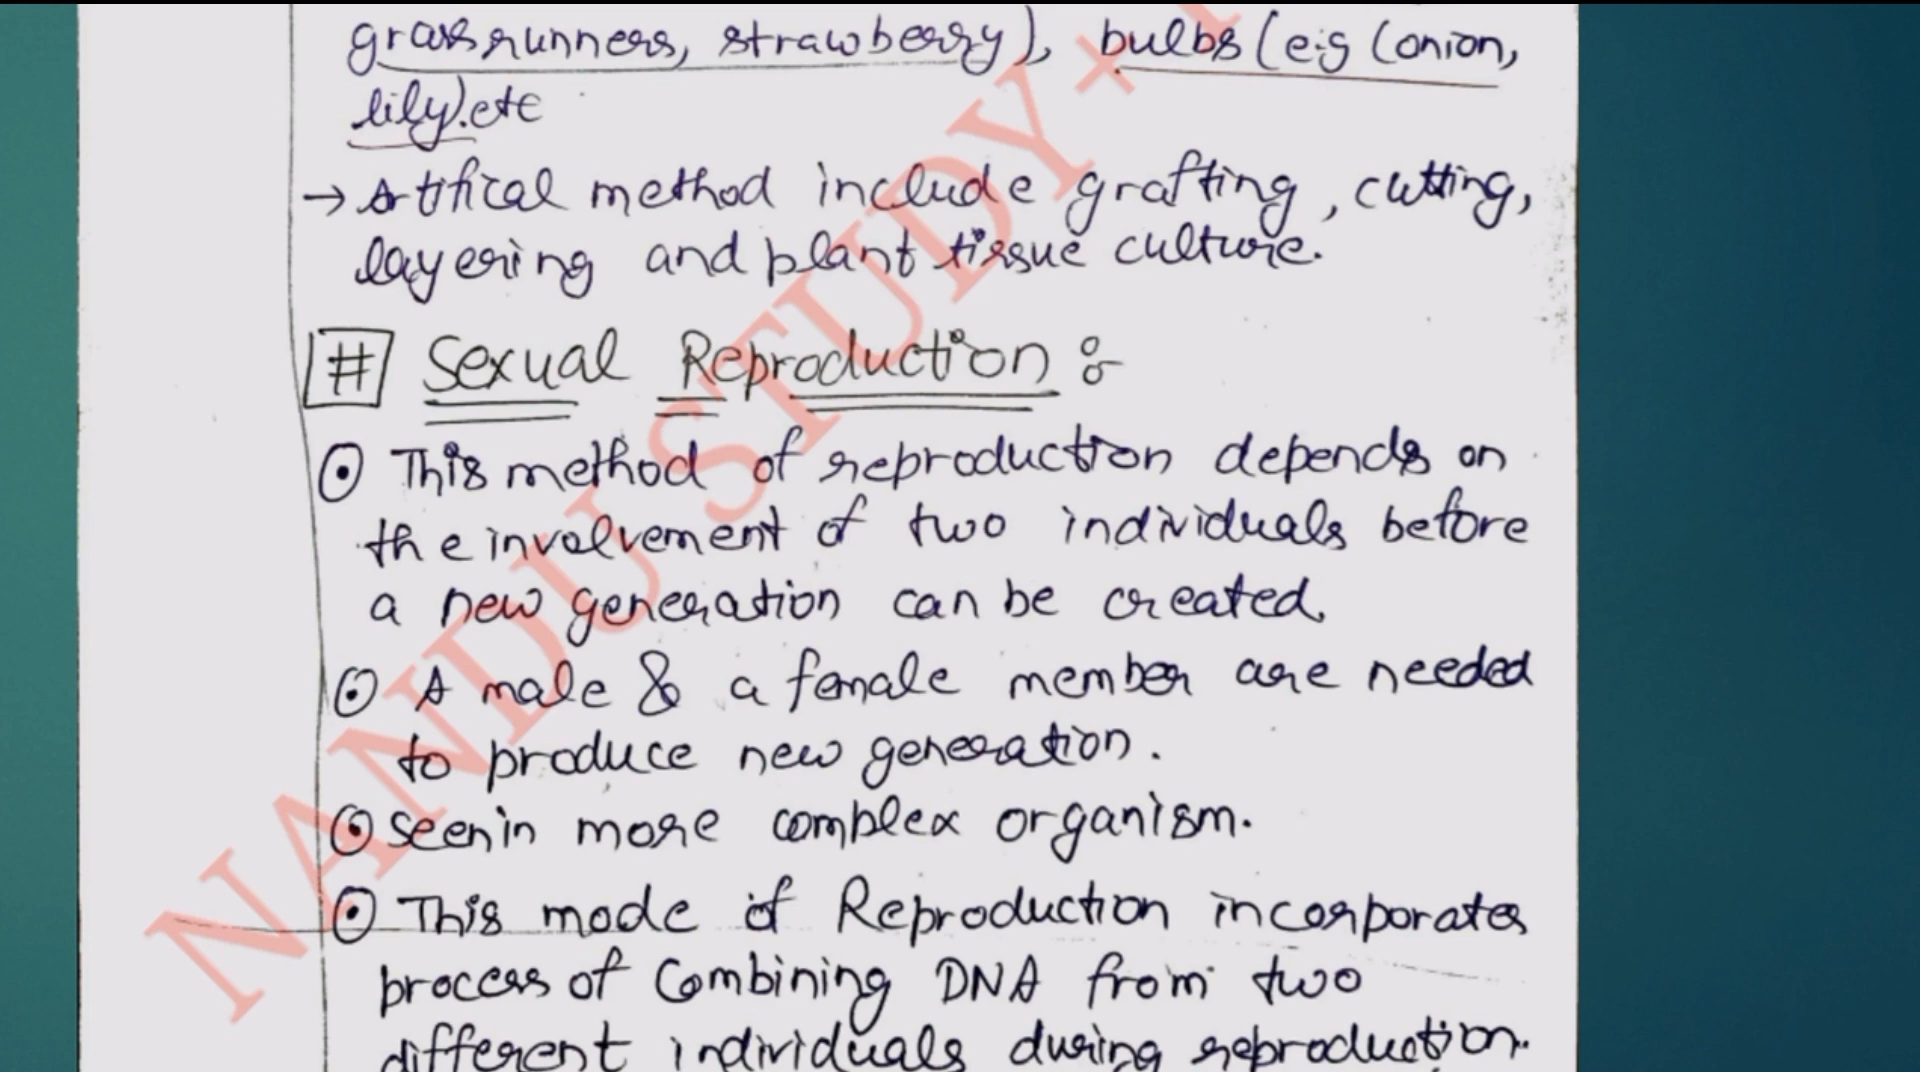 grass runners, strawberry), bulbs (e.g (onion,
lily).etc
→ Artifical method include grafting, cutting,
layering and plant tissue culture.
# Sexual Reproduction :-
⊙ This method of reproduction depends on
the involvement of two individuals before
a new generation can be created.
⊙ A male & a female member are needed
to produce new generation.
⊙ seen in more complex organism.
⊙ This mode of Reproduction incorporates
process of Combining DNA from two
different individuals during reproduction.
NANDU STUDY++